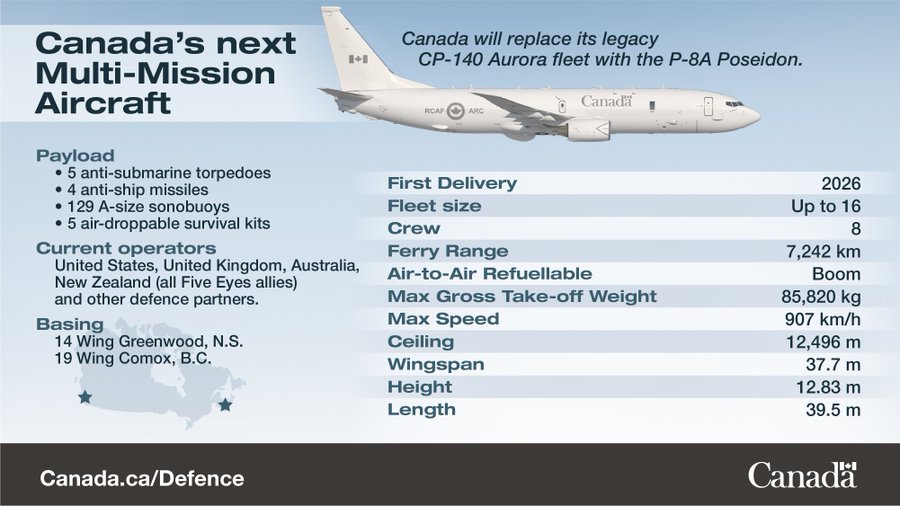 Canada's next
Multi-Mission
Aircraft
Canada will replace its legacy
CP-140 Aurora fleet with the P-8A Poseidon.
RCAF ARC
Canada
Payload
• 5 anti-submarine torpedoes
• 4 anti-ship missiles
• 129 A-size sonobuoys
• 5 air-droppable survival kits
Current operators
United States, United Kingdom, Australia,
New Zealand (all Five Eyes allies)
and other defence partners.
Basing
14 Wing Greenwood, N.S.
19 Wing Comox, B.C.
First Delivery 2026
Fleet size Up to 16
Crew 8
Ferry Range 7,242 km
Air-to-Air Refuellable Boom
Max Gross Take-off Weight 85,820 kg
Max Speed 907 km/h
Ceiling 12,496 m
Wingspan 37.7 m
Height 12.83 m
Length 39.5 m
Canada.ca/Defence
Canada